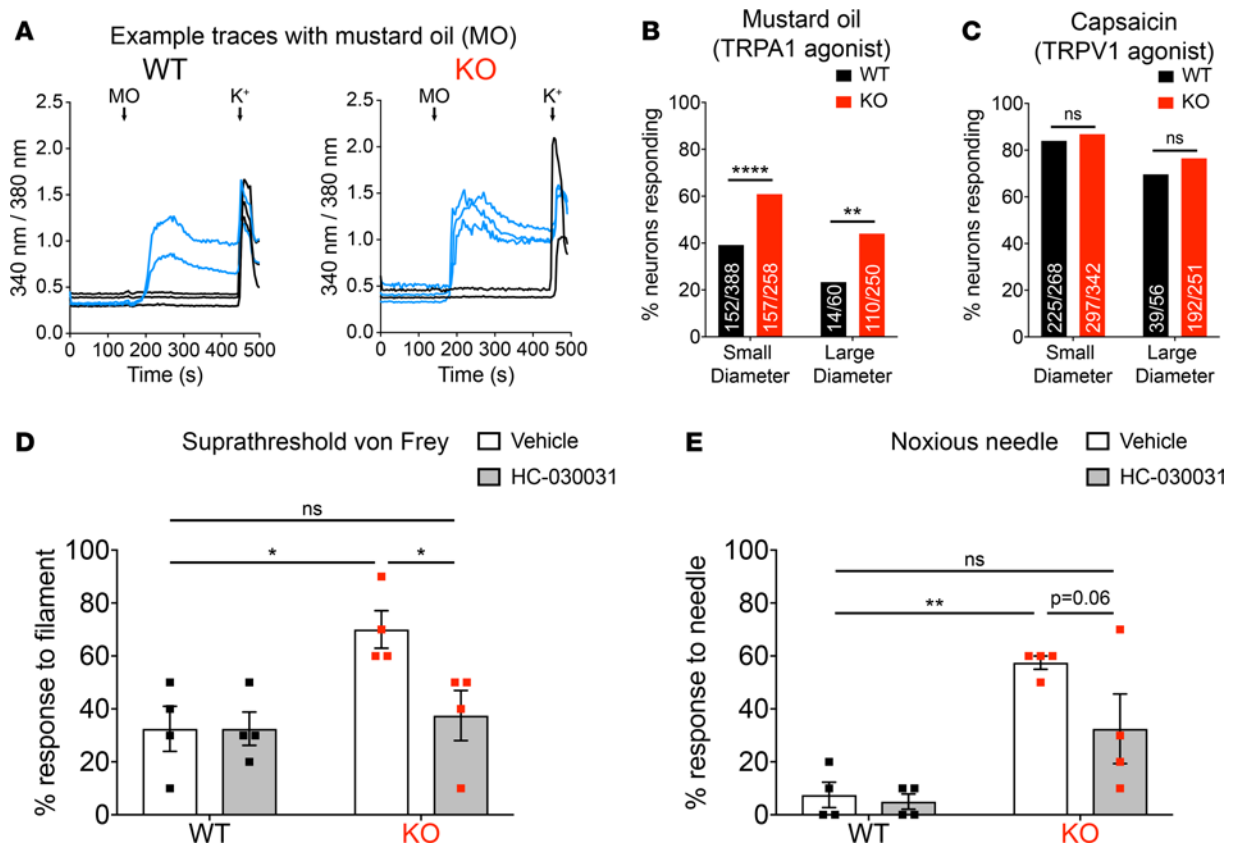 A
Example traces with mustard oil (MO)
WT
KO
MO
K+
MO
K+
340 nm / 380 nm
2.5
2.0
1.5
1.0
0.5
0.0
0 100 200 300 400 500
Time (s)
340 nm / 380 nm
2.5
2.0
1.5
1.0
0.5
0.0
0 100 200 300 400 500
Time (s)
B
Mustard oil
(TRPA1 agonist)
WT
KO
% neurons responding
100
80
60
40
20
0
****
**
152/388
157/258
14/60
110/250
Small
Diameter
Large
Diameter
C
Capsaicin
(TRPV1 agonist)
WT
KO
% neurons responding
100
80
60
40
20
0
ns
ns
225/268
297/342
39/56
192/251
Small
Diameter
Large
Diameter
D
Suprathreshold von Frey
Vehicle
HC-030031
% response to filament
100
80
60
40
20
0
ns
*
*
WT
KO
E
Noxious needle
Vehicle
HC-030031
% response to needle
100
80
60
40
20
0
ns
**
p=0.06
WT
KO